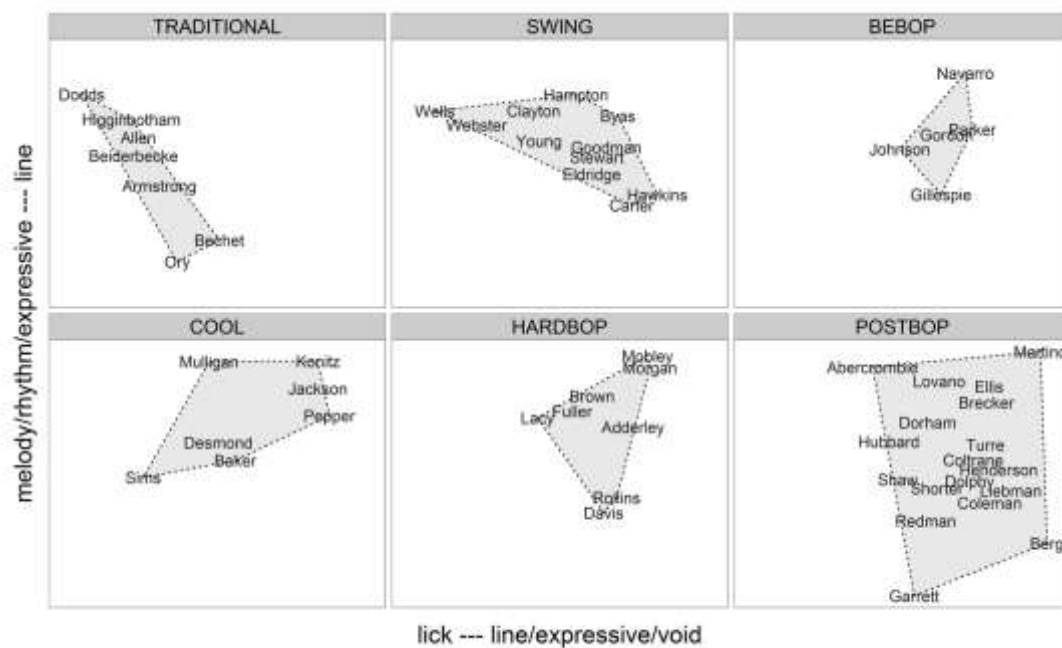 TRADITIONAL
SWING
BEBOP
Dodds
Higginbotham
Allen
Beiderbecke
Armstrong
Bechet
Ory
Hampton
Wells
Clayton
Byas
Webster
Young
Goodman
Stewart
Eldridge
Hawkins
Carter
Navarro
Parker
Gordon
Johnson
Gillespie
COOL
HARDBOP
POSTBOP
Mulligan
Konitz
Jackson
Pepper
Desmond
Baker
Sims
Mobley
Morgan
Brown
Fuller
Lacy
Adderley
Rollins
Davis
Martino
Abercrombie
Lovano
Ellis
Brecker
Dorham
Hubbard
Turre
Coltrane
Henderson
Shaw
Dolphy
Shorter
Liebman
Coleman
Redman
Berg
Garrett
melody/rhythm/expressive --- line
lick --- line/expressive/void